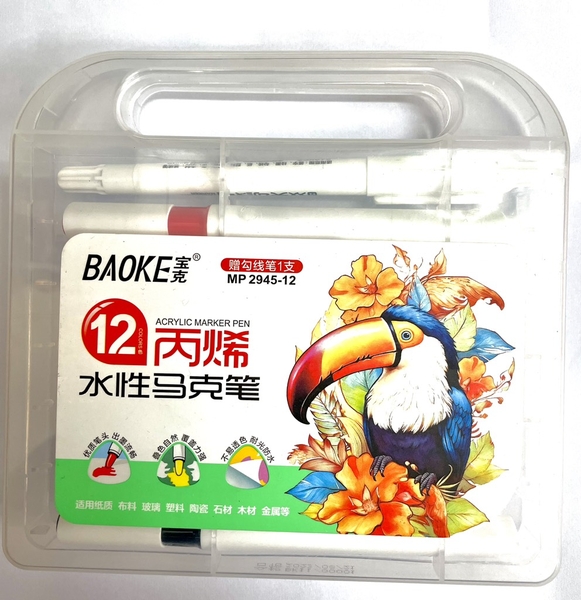 BAOKE宝克®
赠勾线笔1支
MP 2945-12
12 COLORS/色
ACRYLIC MARKER PEN
丙烯
水性马克笔
优质笔头 出墨流畅
叠色自然 覆盖力强
不易透色 耐光防水
适用纸质 布料 玻璃 塑料 陶瓷 石材 木材 金属等